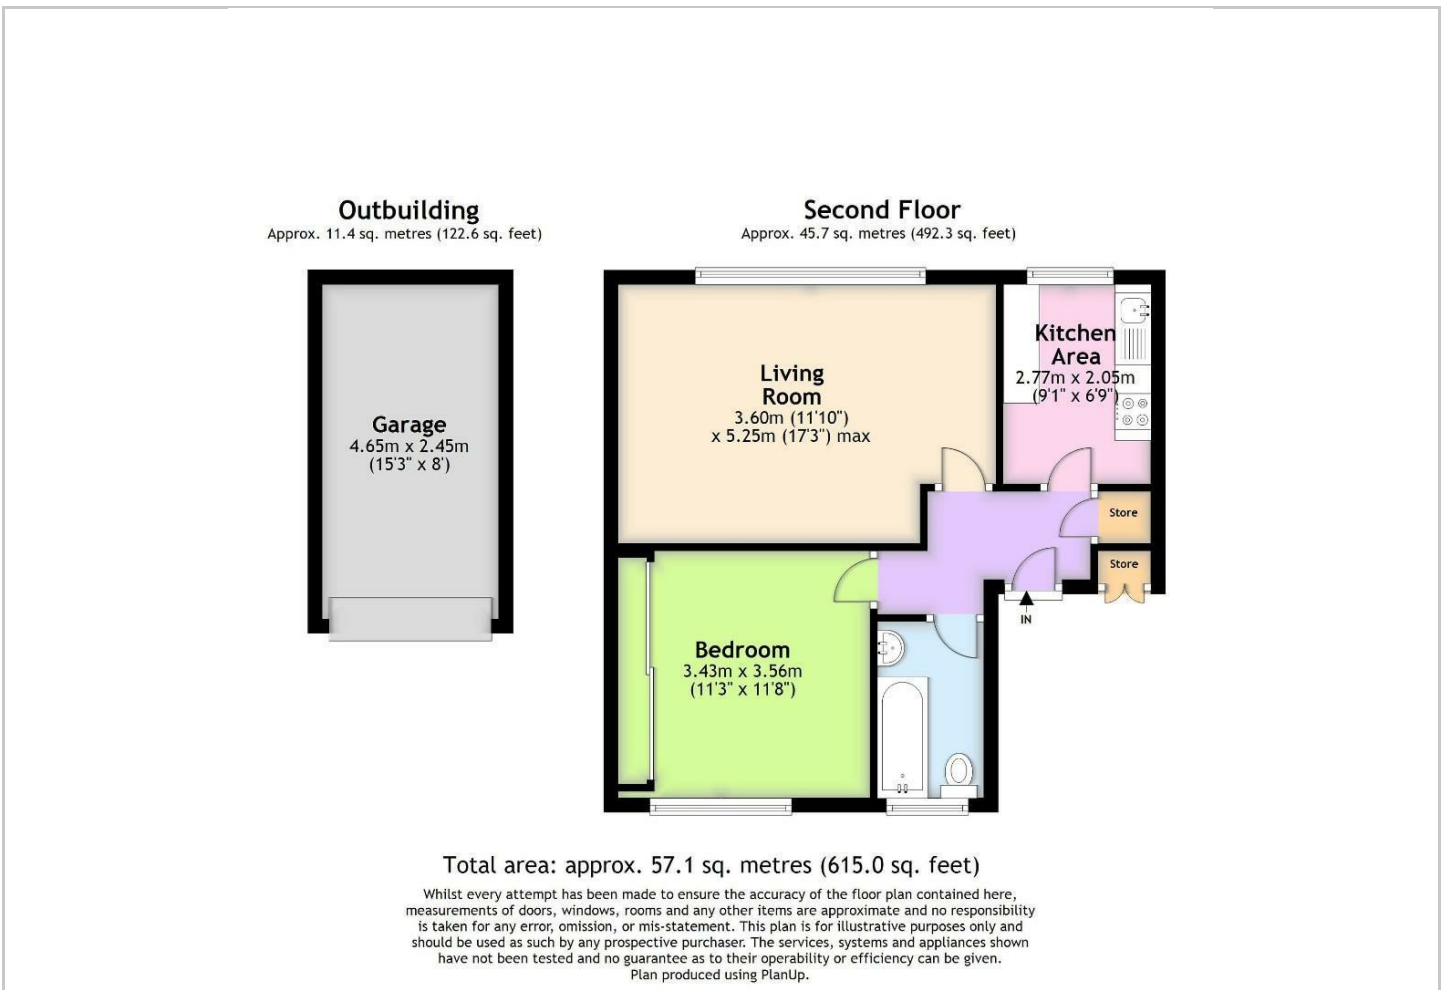 Outbuilding
Approx. 11.4 sq. metres (122.6 sq. feet)
Second Floor
Approx. 45.7 sq. metres (492.3 sq. feet)
Garage
4.65m x 2.45m
(15'3" x 8')
Living
Room
3.60m (11'10")
x 5.25m (17'3") max
Kitchen
Area
2.77m x 2.05m
(9'1" x 6'9")
Store
Store
IN
Bedroom
3.43m x 3.56m
(11'3" x 11'8")
Total area: approx. 57.1 sq. metres (615.0 sq. feet)
Whilst every attempt has been made to ensure the accuracy of the floor plan contained here,
measurements of doors, windows, rooms and any other items are approximate and no responsibility
is taken for any error, omission, or mis-statement. This plan is for illustrative purposes only and
should be used as such by any prospective purchaser. The services, systems and appliances shown
have not been tested and no guarantee as to their operability or efficiency can be given.
Plan produced using PlanUp.